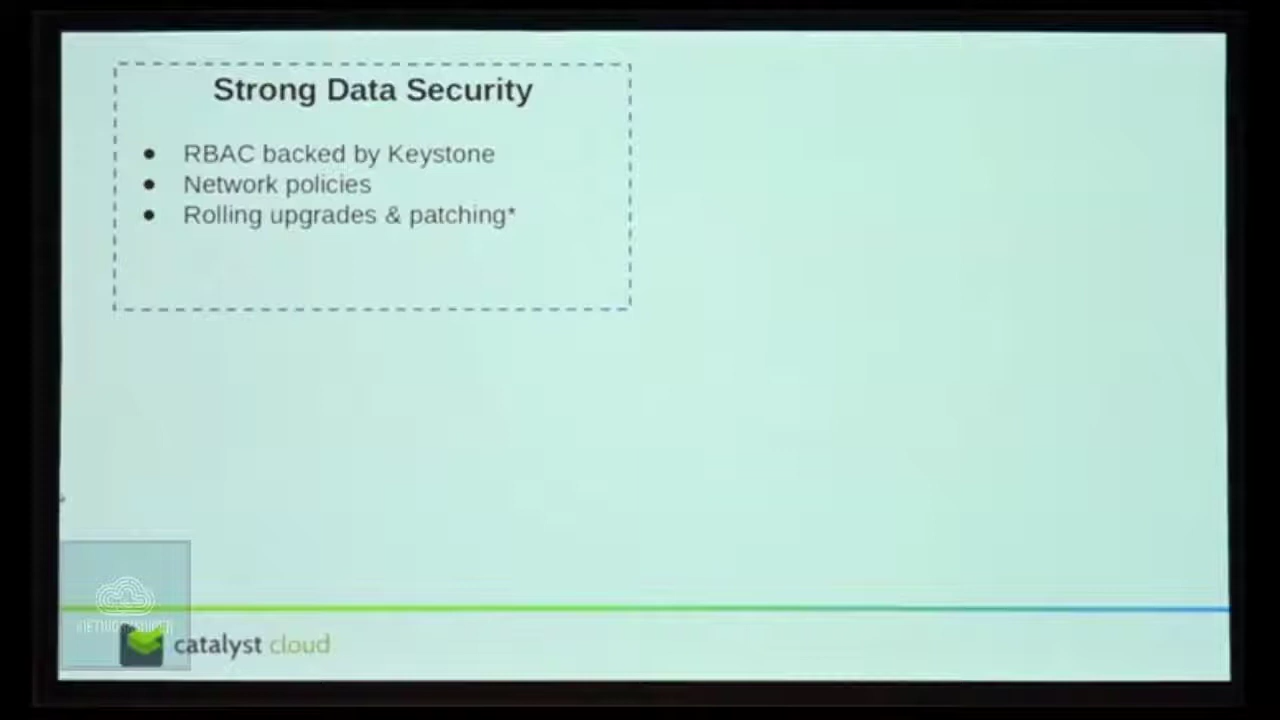 Strong Data Security
● RBAC backed by Keystone
● Network policies
● Rolling upgrades & patching*
catalyst cloud